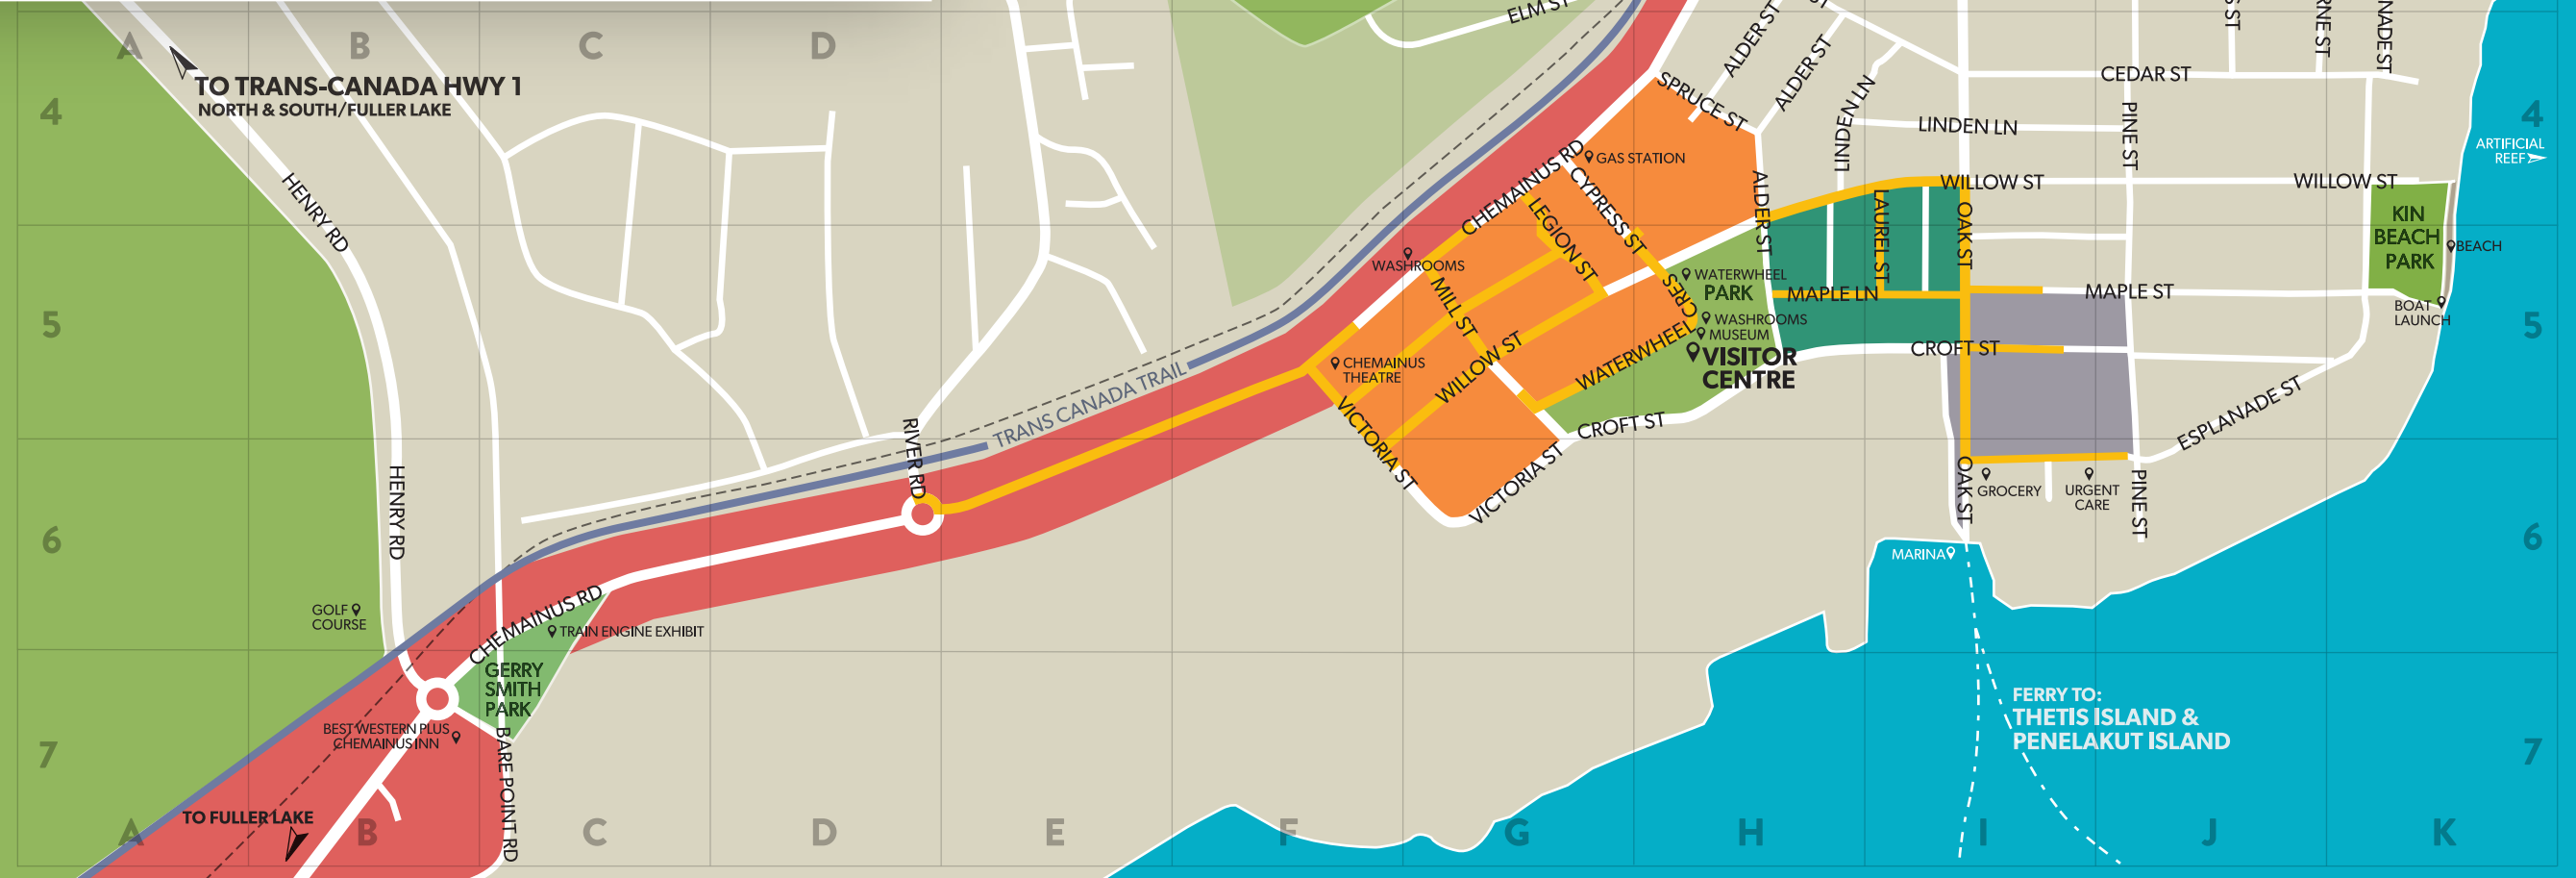 ELM ST
ALDER ST
ST
ST
RNE ST
NADE ST
A
B
C
D
4
4
TO TRANS-CANADA HWY 1
NORTH & SOUTH/FULLER LAKE
CEDAR ST
SPRUCE ST
ALDER ST
LINDEN LN
LINDEN LN
PINE ST
ARTIFICIAL
REEF
GAS STATION
CHEMAINUS RD
CYPRESS ST
ALDER ST
WILLOW ST
WILLOW ST
HENRY RD
LEGION ST
LAUREL ST
OAK ST
KIN
BEACH
PARK
BEACH
WASHROOMS
WATERWHEEL
PARK
CRES
MAPLE LN
MAPLE ST
MILL ST
BOAT
LAUNCH
WASHROOMS
MUSEUM
5
5
VISITOR
CENTRE
CROFT ST
CHEMAINUS
THEATRE
WILLOW ST
WATERWHEEL
TRANS CANADA TRAIL
VICTORIA ST
CROFT ST
ESPLANADE ST
RIVER RD
VICTORIA ST
HENRY RD
OAK ST
GROCERY
URGENT
CARE
PINE ST
6
6
MARINA
GOLF
COURSE
CHEMAINUS RD
TRAIN ENGINE EXHIBIT
GERRY
SMITH
PARK
FERRY TO:
THETIS ISLAND &
PENELAKUT ISLAND
BEST WESTERN PLUS
CHEMAINUS INN
BARE POINT RD
7
7
TO FULLER LAKE
A
B
C
D
E
F
G
H
I
J
K